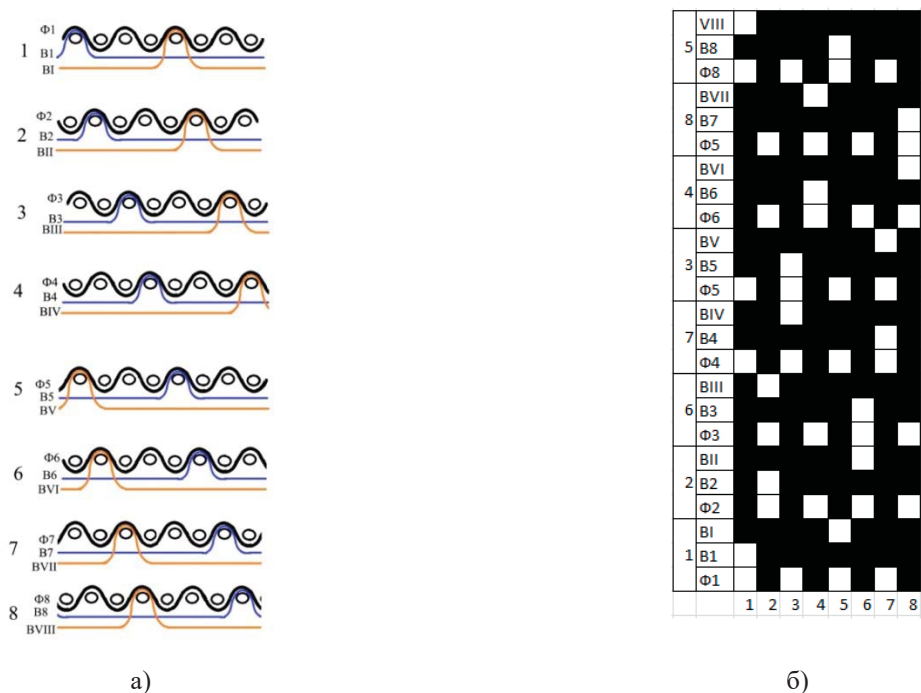 1
Ф1
В1
ВI
2
Ф2
В2
ВII
3
Ф3
В3
ВIII
4
Ф4
В4
ВIV
5
Ф5
В5
ВV
6
Ф6
В6
ВVI
7
Ф7
В7
ВVII
8
Ф8
В8
ВVIII
а)
VIII
5 В8
Ф8
ВVII
8 В7
Ф5
ВVI
4 В6
Ф6
ВV
3 В5
Ф5
ВIV
7 В4
Ф4
ВIII
6 В3
Ф3
ВII
2 В2
Ф2
ВI
1 В1
Ф1
1 2 3 4 5 6 7 8
б)